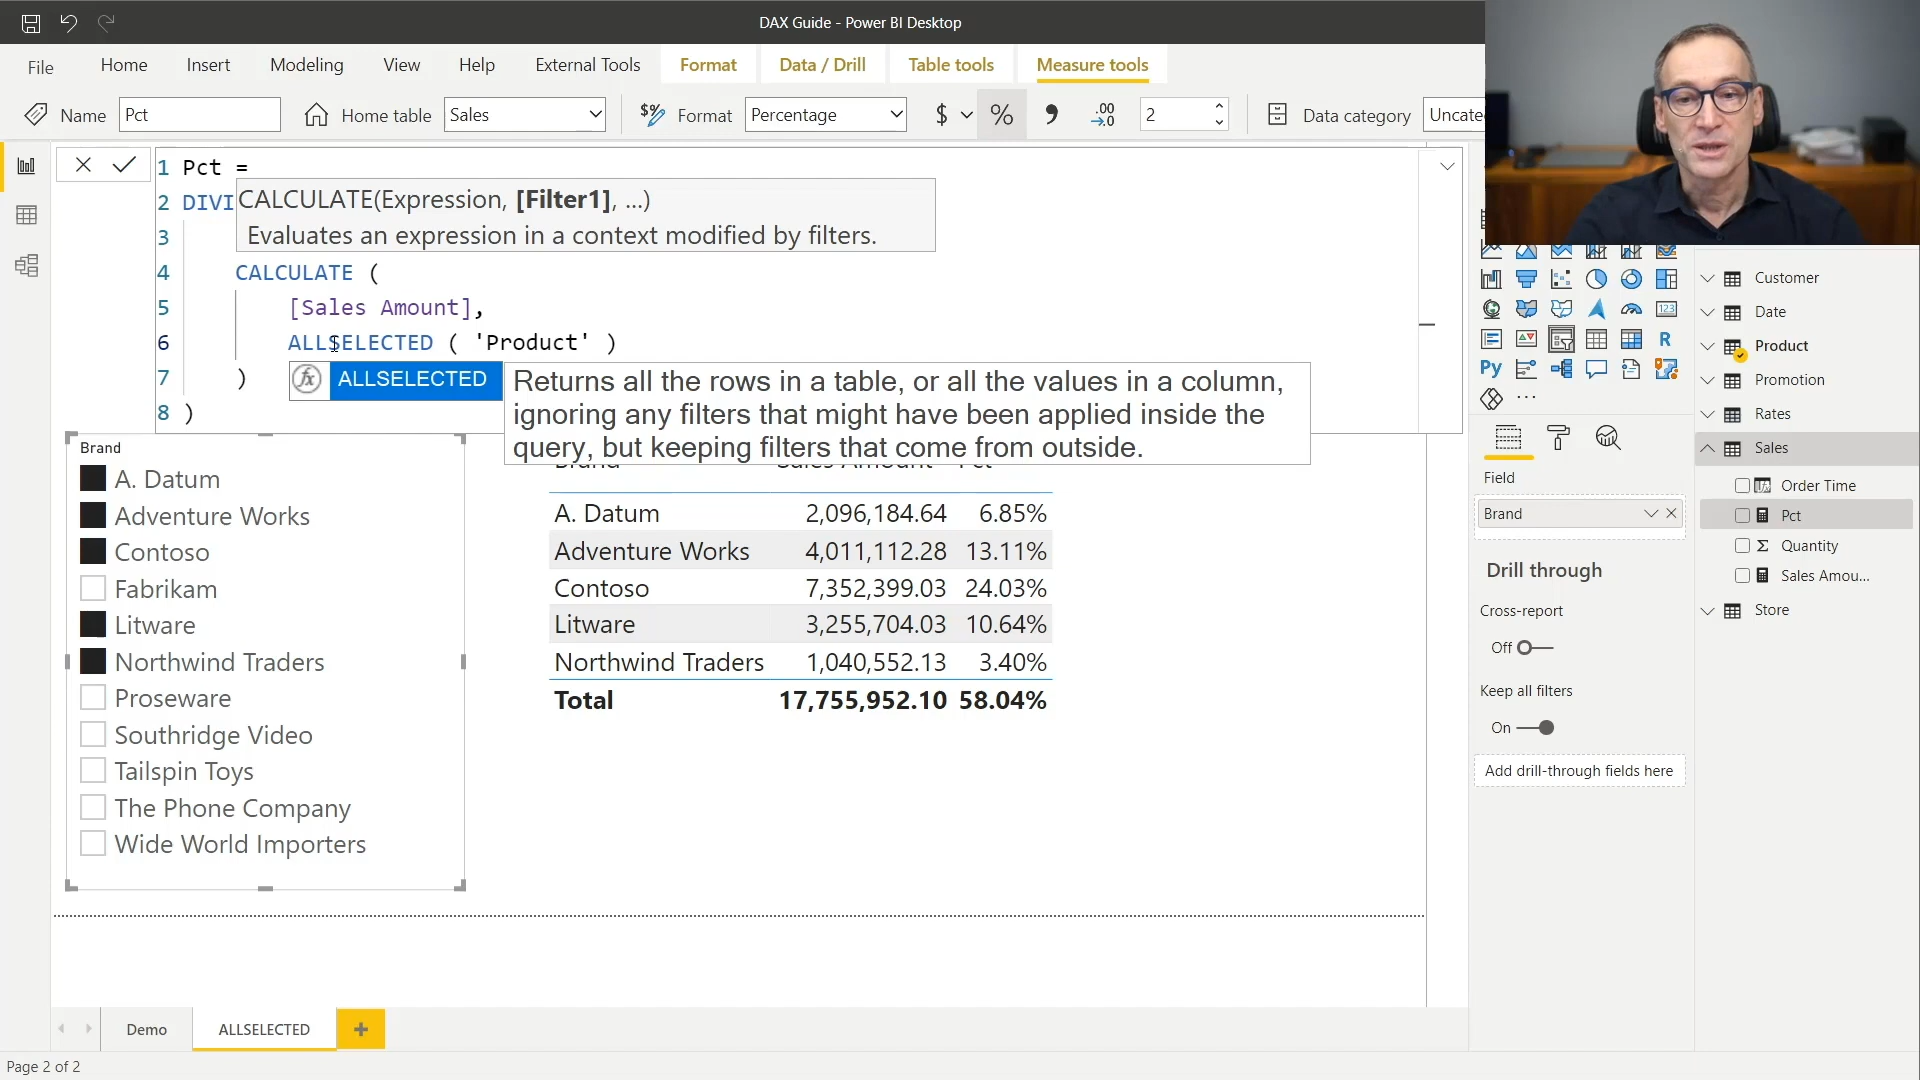 DAX Guide - Power BI Desktop
File Home Insert Modeling View Help External Tools Format Data / Drill Table tools Measure tools
Name Pct Home table Sales Format Percentage $ % 2 Data category Uncate
1 Pct =
2 DIVI
CALCULATE(Expression, [Filter1], ...)
3
Evaluates an expression in a context modified by filters.
4 CALCULATE (
5 [Sales Amount],
6 ALLSELECTED ( 'Product' )
7 )
8 )
ALLSELECTED
Returns all the rows in a table, or all the values in a column,
ignoring any filters that might have been applied inside the
query, but keeping filters that come from outside.
Brand
A. Datum
Adventure Works
Contoso
Fabrikam
Litware
Northwind Traders
Proseware
Southridge Video
Tailspin Toys
The Phone Company
Wide World Importers
Brand Sales Amount Pct
A. Datum 2,096,184.64 6.85%
Adventure Works 4,011,112.28 13.11%
Contoso 7,352,399.03 24.03%
Litware 3,255,704.03 10.64%
Northwind Traders 1,040,552.13 3.40%
Total 17,755,952.10 58.04%
123
R
Py
Field
Brand
Drill through
Cross-report
Off
Keep all filters
On
Add drill-through fields here
Customer
Date
Product
Promotion
Rates
Sales
Order Time
Pct
Quantity
Sales Amou...
Store
Demo ALLSELECTED
Page 2 of 2